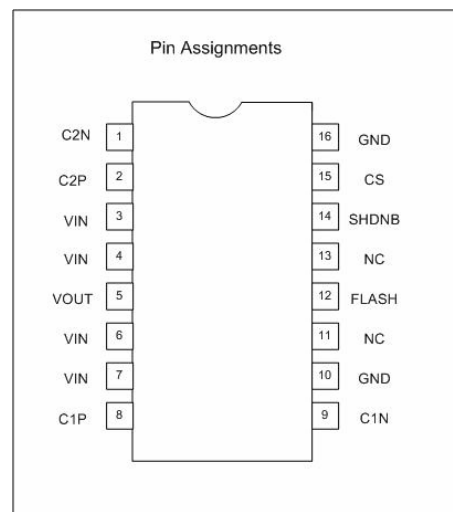 Pin Assignments
C2N 1 16 GND
C2P 2 15 CS
VIN 3 14 SHDNB
VIN 4 13 NC
VOUT 5 12 FLASH
VIN 6 11 NC
VIN 7 10 GND
C1P 8 9 C1N